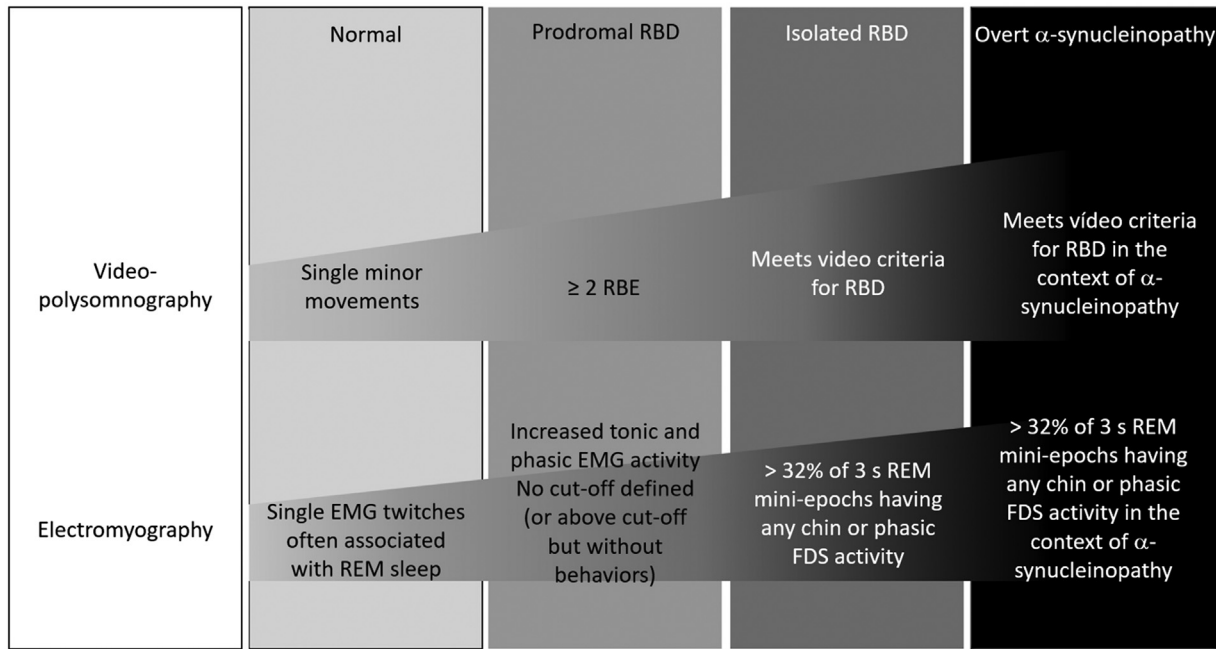 Normal
Prodromal RBD
Isolated RBD
Overt α-synucleinopathy
Video-
polysomnography
Single minor
movements
≥ 2 RBE
Meets video criteria
for RBD
Meets vídeo criteria
for RBD in the
context of α-
synucleinopathy
Electromyography
Single EMG twitches
often associated
with REM sleep
Increased tonic and
phasic EMG activity
No cut-off defined
(or above cut-off
but without
behaviors)
> 32% of 3 s REM
mini-epochs having
any chin or phasic
FDS activity
> 32% of 3 s REM
mini-epochs having
any chin or phasic
FDS activity in the
context of α-
synucleinopathy